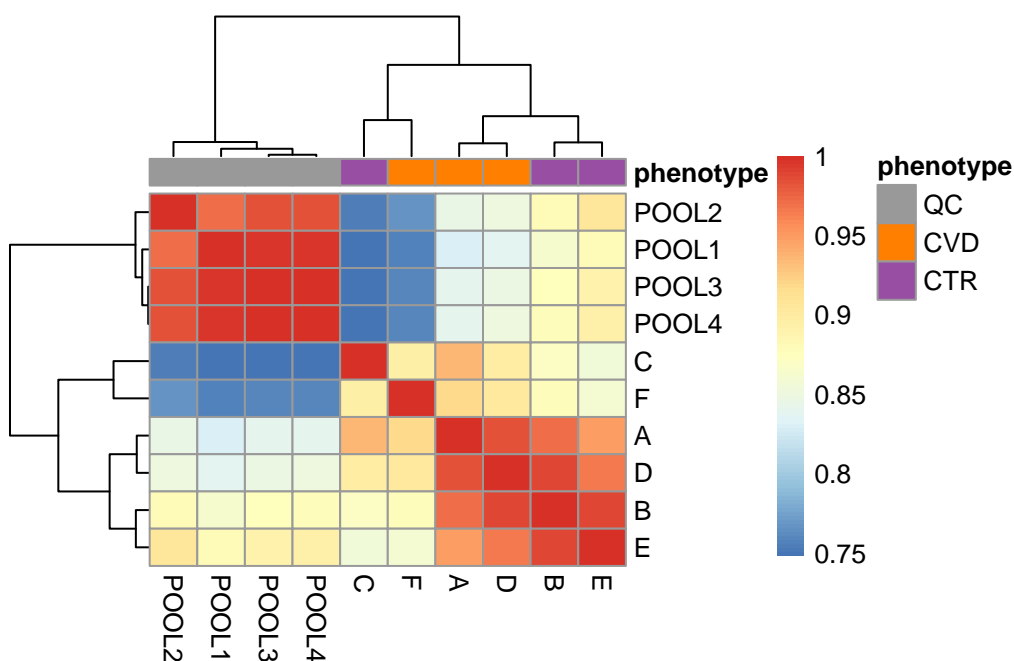 phenotype
POOL2
POOL1
POOL3
POOL4
C
F
A
D
B
E
POOL2
POOL1
POOL3
POOL4
C
F
A
D
B
E
1
0.95
0.9
0.85
0.8
0.75
phenotype
QC
CVD
CTR